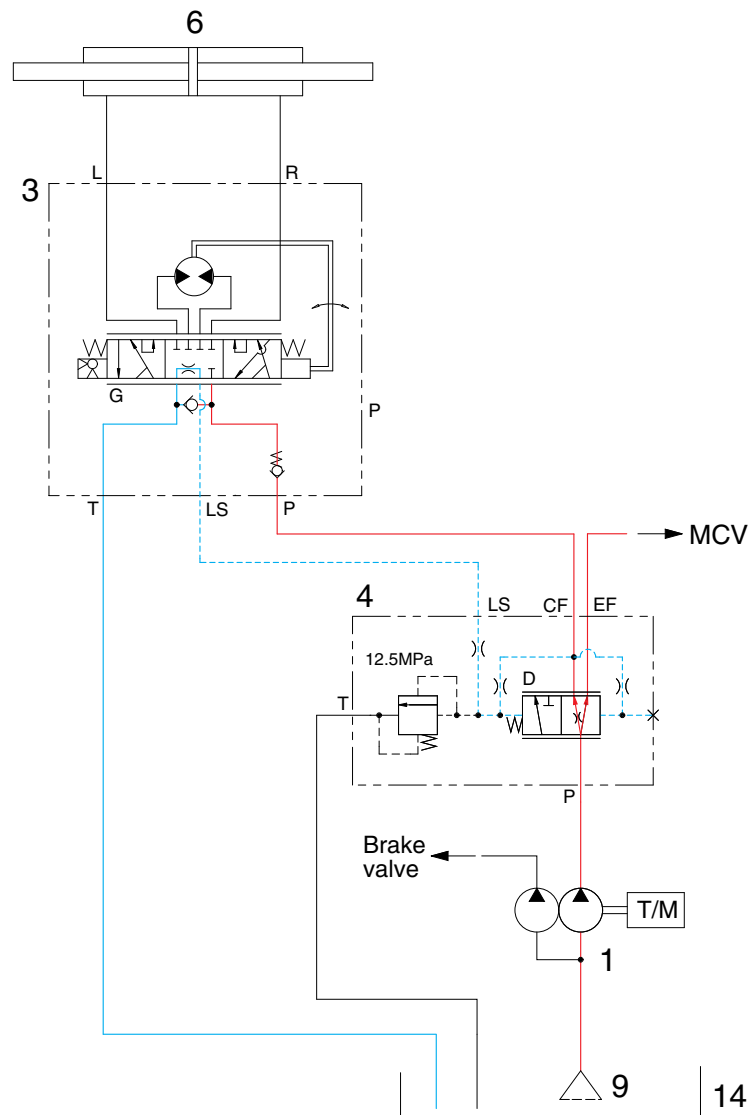 6
L R
3
G
P
T LS P
MCV
4
LS CF EF
12.5MPa
D
T
P
Brake
valve
T/M
1
9
14